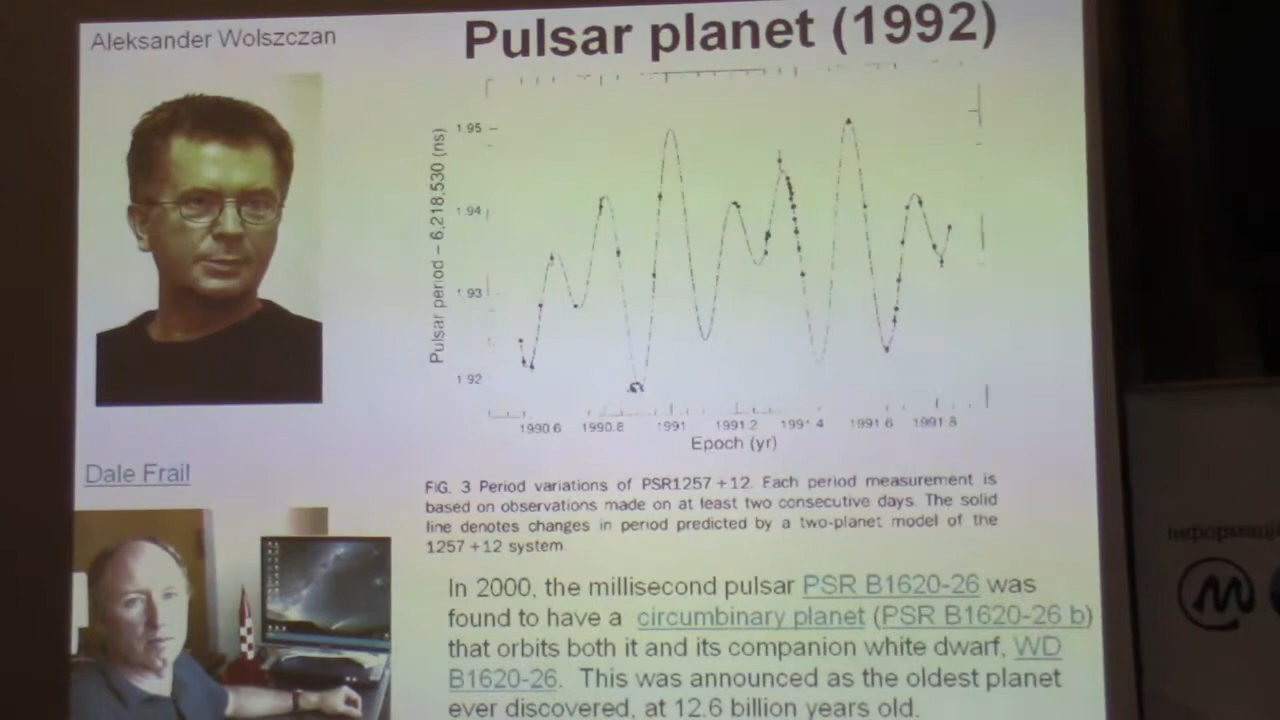 Aleksander Wolszczan
Pulsar planet (1992)
Pulsar period – 6,218,530 (ns)
1.95
1.94
1.93
1.92
1990.6 1990.8 1991 1991.2 1991.4 1991.6 1991.8
Epoch (yr)
Dale Frail
FIG. 3 Period variations of PSR1257+12. Each period measurement is
based on observations made on at least two consecutive days. The solid
line denotes changes in period predicted by a two-planet model of the
1257+12 system.
In 2000, the millisecond pulsar PSR B1620-26 was
found to have a circumbinary planet (PSR B1620-26 b)
that orbits both it and its companion white dwarf, WD
B1620-26. This was announced as the oldest planet
ever discovered, at 12.6 billion years old.